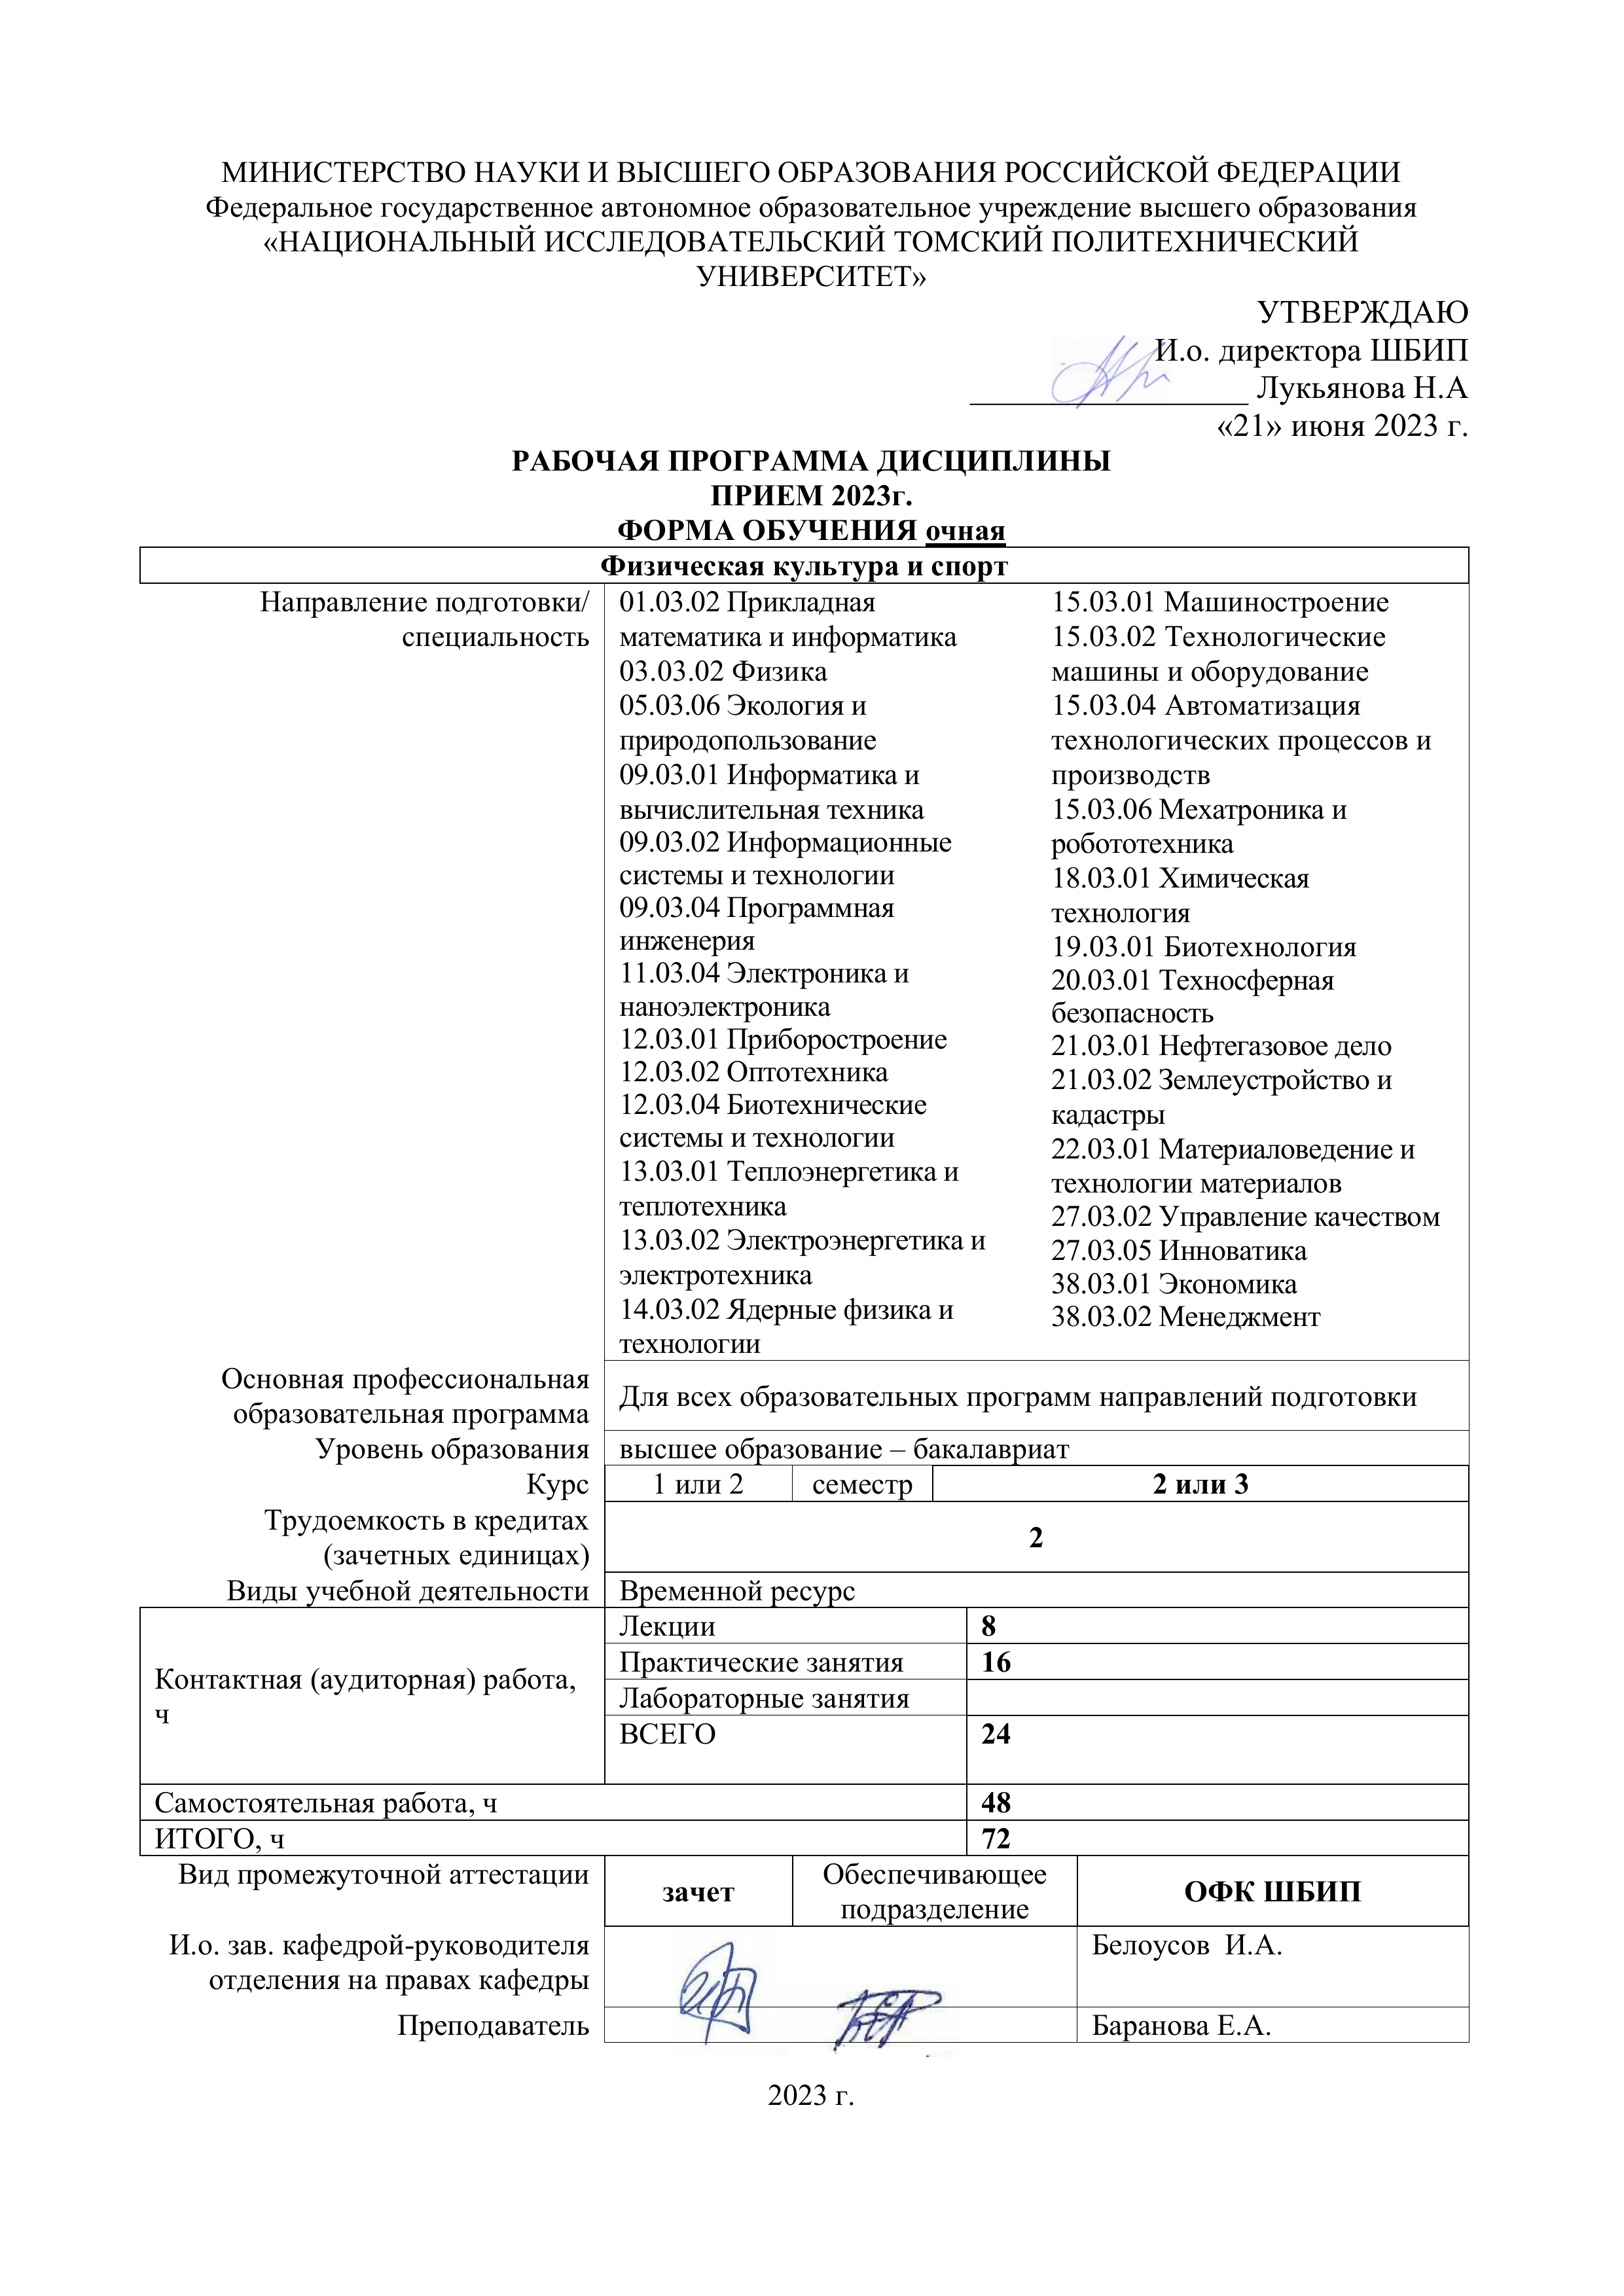 МИНИСТЕРСТВО НАУКИ И ВЫСШЕГО ОБРАЗОВАНИЯ РОССИЙСКОЙ ФЕДЕРАЦИИ
Федеральное государственное автономное образовательное учреждение высшего образования
«НАЦИОНАЛЬНЫЙ ИССЛЕДОВАТЕЛЬСКИЙ ТОМСКИЙ ПОЛИТЕХНИЧЕСКИЙ
УНИВЕРСИТЕТ»
УТВЕРЖДАЮ
И.о. директора ШБИП
Лукьянова Н.А
«21» июня 2023 г.
РАБОЧАЯ ПРОГРАММА ДИСЦИПЛИНЫ
ПРИЕМ 2023г.
ФОРМА ОБУЧЕНИЯ очная
Физическая культура и спорт
Направление подготовки/
специальность
01.03.02 Прикладная
математика и информатика
03.03.02 Физика
05.03.06 Экология и
природопользование
09.03.01 Информатика и
вычислительная техника
09.03.02 Информационные
системы и технологии
09.03.04 Программная
инженерия
11.03.04 Электроника и
наноэлектроника
12.03.01 Приборостроение
12.03.02 Оптотехника
12.03.04 Биотехнические
системы и технологии
13.03.01 Теплоэнергетика и
теплотехника
13.03.02 Электроэнергетика и
электротехника
14.03.02 Ядерные физика и
технологии
15.03.01 Машиностроение
15.03.02 Технологические
машины и оборудование
15.03.04 Автоматизация
технологических процессов и
производств
15.03.06 Мехатроника и
робототехника
18.03.01 Химическая
технология
19.03.01 Биотехнология
20.03.01 Техносферная
безопасность
21.03.01 Нефтегазовое дело
21.03.02 Землеустройство и
кадастры
22.03.01 Материаловедение и
технологии материалов
27.03.02 Управление качеством
27.03.05 Инноватика
38.03.01 Экономика
38.03.02 Менеджмент
Основная профессиональная
образовательная программа
Для всех образовательных программ направлений подготовки
Уровень образования высшее образование – бакалавриат
Курс 1 или 2 семестр 2 или 3
Трудоемкость в кредитах
(зачетных единицах)
2
Виды учебной деятельности Временной ресурс
Контактная (аудиторная) работа,
ч
Лекции 8
Практические занятия 16
Лабораторные занятия
ВСЕГО 24
Самостоятельная работа, ч 48
ИТОГО, ч 72
Вид промежуточной аттестации
зачет
Обеспечивающее
подразделение
ОФК ШБИП
И.о. зав. кафедрой-руководителя
отделения на правах кафедры
Белоусов И.А.
Преподаватель Баранова Е.А.
2023 г.